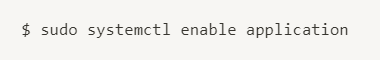 $ sudo systemctl enable application